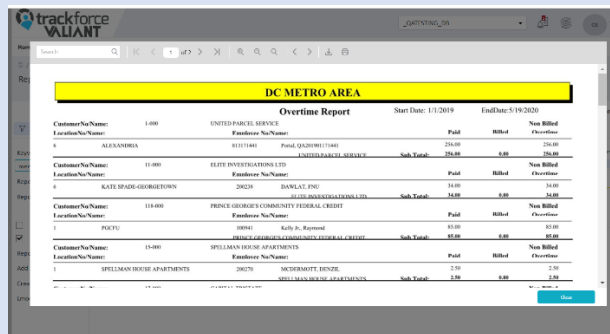 trackforce
VALIANT
_QATESTING_DB
Search
1 of 7
DC METRO AREA
Overtime Report Start Date: 1/1/2019 EndDate:5/19/2020
CustomerNo/Name: 1-000 UNITED PARCEL SERVICE Non Billed
LocationNo/Name: Employee No/Name: Paid Billed Overtime
6 ALEXANDRIA Portal, 256.00 256.00
UNITED PARCEL SERVICE Sub Total: 256.00 0.00 256.00
CustomerNo/Name: 11-000 ELITE INVESTIGATIONS LTD Non Billed
LocationNo/Name: Employee No/Name: Paid Billed Overtime
6 KATE SPADE-GEORGETOWN 200238 DAWLAT, FNU 34.00 34.00
ELITE INVESTIGATIONS LTD Sub Total: 34.00 0.00 34.00
CustomerNo/Name: 118-000 PRINCE GEORGE'S COMMUNITY FEDERAL CREDIT Non Billed
LocationNo/Name: Employee No/Name: Paid Billed Overtime
1 PGCFU 100941 Kelly Jr., Raymond 85.00 85.00
PRINCE GEORGE'S COMMUNITY FEDERAL CREDIT Sub Total: 85.00 0.00 85.00
CustomerNo/Name: 15-000 SPELLMAN HOUSE APARTMENTS Non Billed
LocationNo/Name: Employee No/Name: Paid Billed Overtime
1 SPELLMAN HOUSE APARTMENTS 200270 MCDERMOTT, DENZIL 2.50 2.50
SPELLMAN HOUSE APARTMENTS Sub Total: 2.50 0.00 2.50
Close